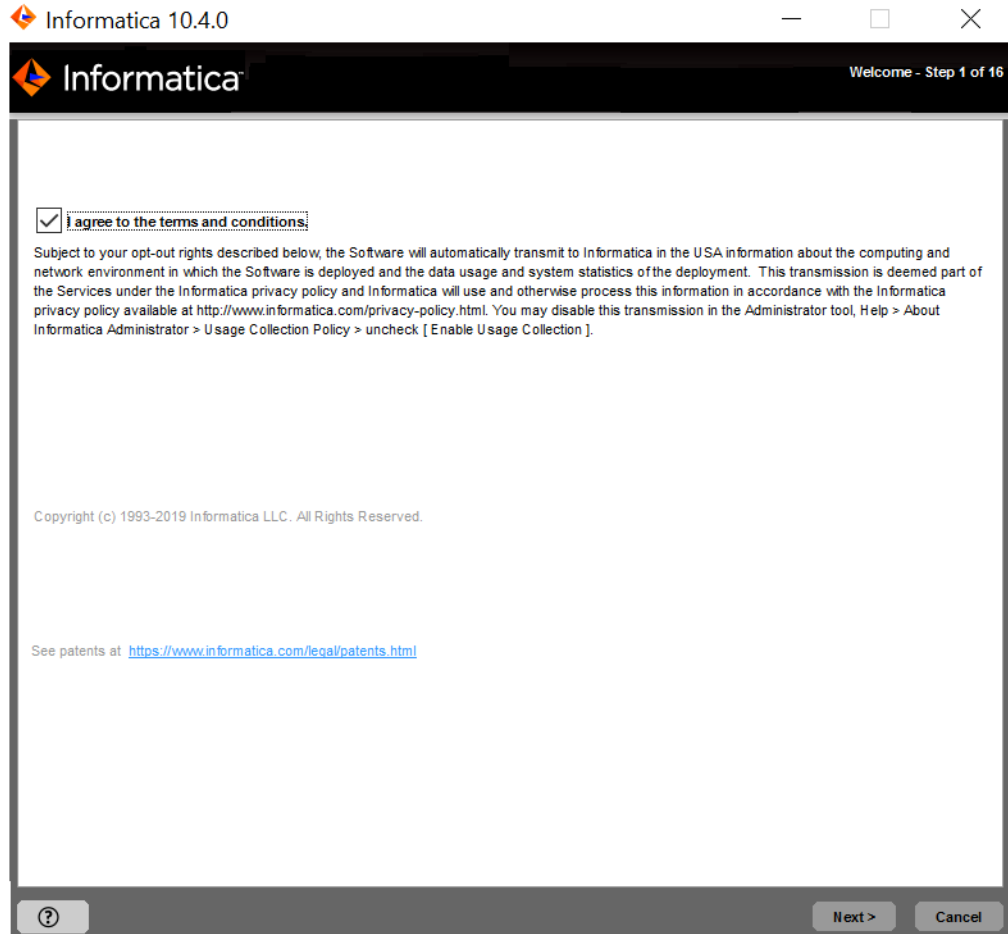 Informatica 10.4.0
Informatica
Welcome - Step 1 of 16
I agree to the terms and conditions.
Subject to your opt-out rights described below, the Software will automatically transmit to Informatica in the USA information about the computing and
network environment in which the Software is deployed and the data usage and system statistics of the deployment. This transmission is deemed part of
the Services under the Informatica privacy policy and Informatica will use and otherwise process this information in accordance with the Informatica
privacy policy available at http://www.informatica.com/privacy-policy.html. You may disable this transmission in the Administrator tool, Help > About
Informatica Administrator > Usage Collection Policy > uncheck [ Enable Usage Collection ].
Copyright (c) 1993-2019 Informatica LLC. All Rights Reserved.
See patents at https://www.informatica.com/legal/patents.html
Next >
Cancel